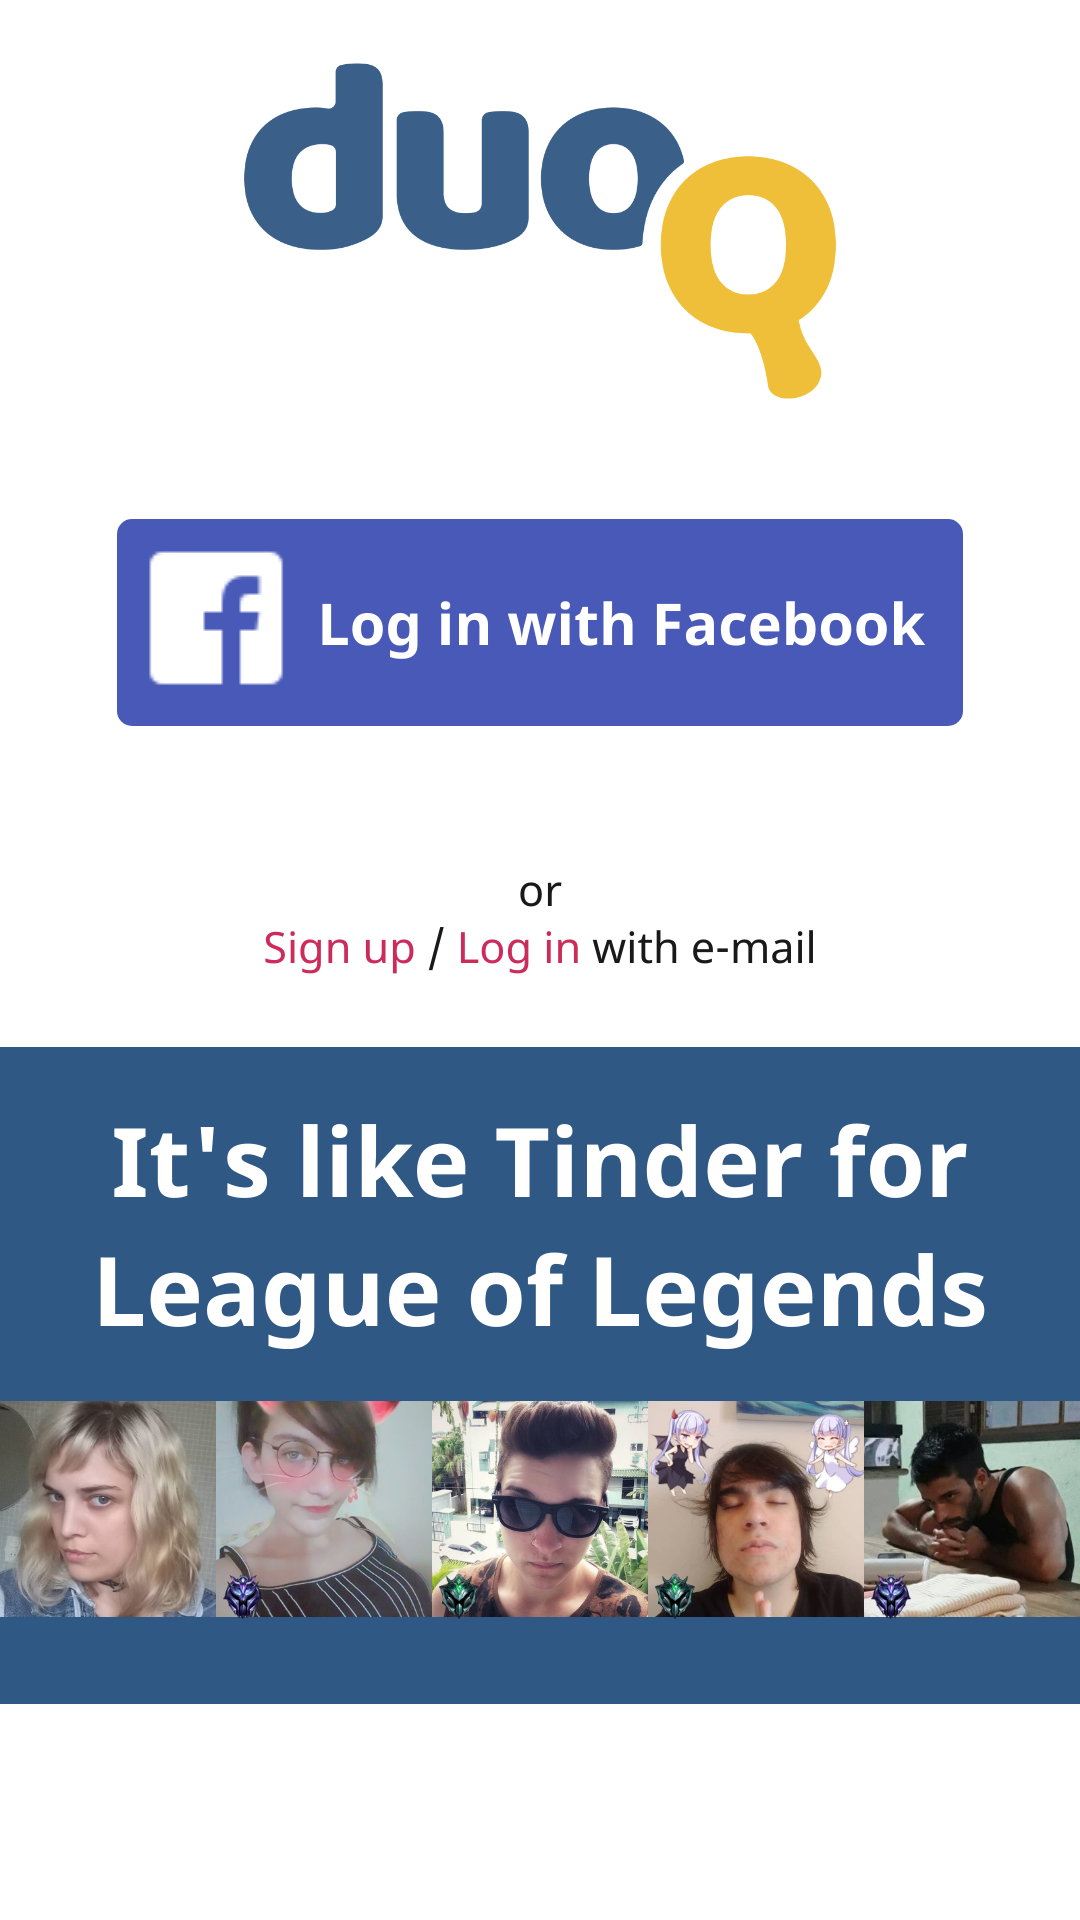 duoQ
Log in with Facebook
or
Sign up / Log in with e-mail
It's like Tinder for
League of Legends